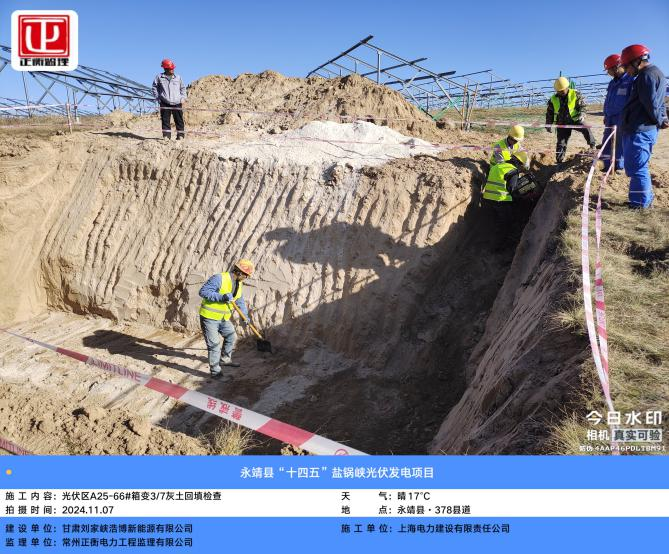 正衡监理
警戒线
今日水印
相机 真实可验
永靖县“十四五”盐锅峡光伏发电项目
施工内容：光伏区A25-66#箱变3/7灰土回填检查
拍摄时间：2024.11.07
天气：晴17℃
地点：永靖县·378县道
建设单位：甘肃刘家峡浩博新能源有限公司
施工单位：上海电力建设有限责任公司
监理单位：常州正衡电力工程监理有限公司